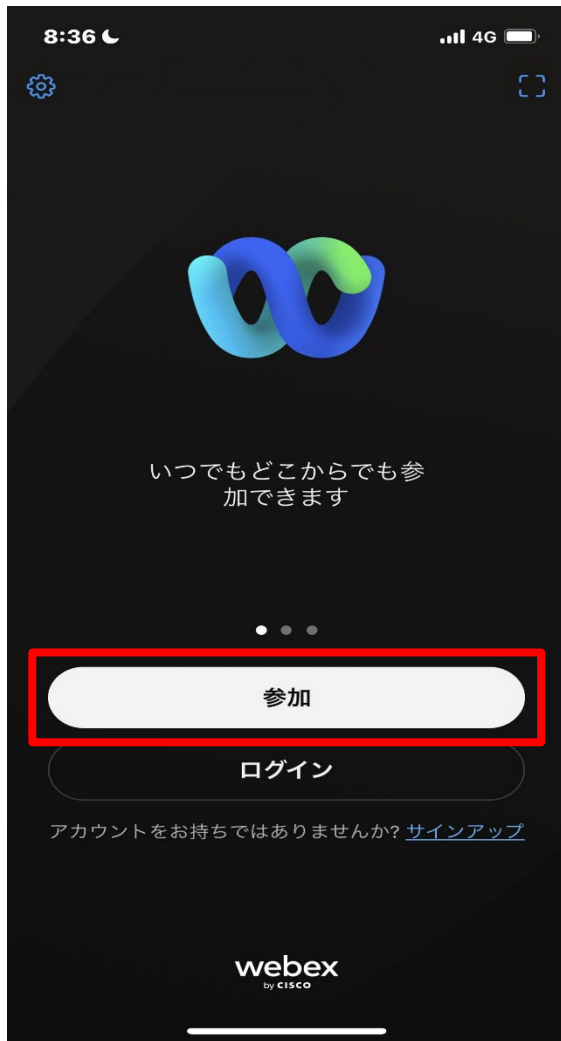 8:36
4G
いつでもどこからでも参
加できます
参加
ログイン
アカウントをお持ちではありませんか? サインアップ
webex
by CISCO